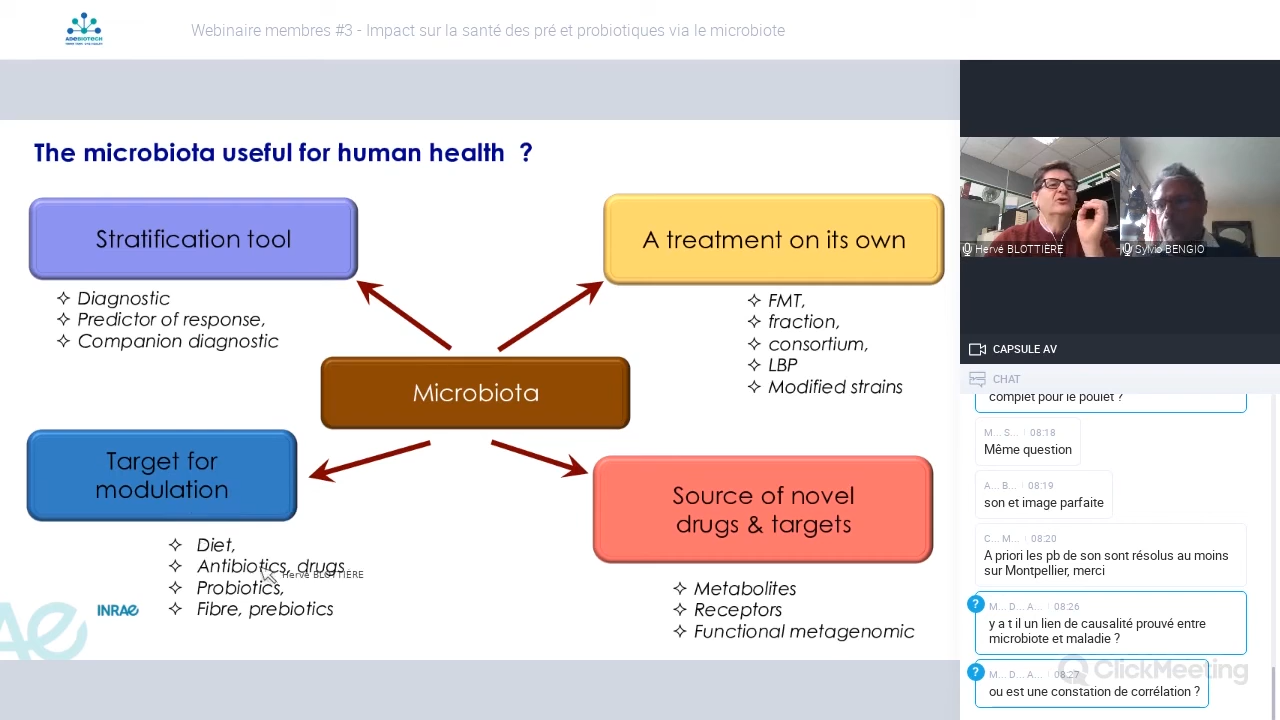 ADEBIOTECH
Webinaire membres #3 - Impact sur la santé des pré et probiotiques via le microbiote
The microbiota useful for human health ?
Stratification tool
✧ Diagnostic
✧ Predictor of response,
✧ Companion diagnostic
A treatment on its own
✧ FMT,
✧ fraction,
✧ consortium,
✧ LBP
✧ Modified strains
Microbiota
Target for
modulation
✧ Diet,
✧ Antibiotics, drugs
✧ Probiotics,
✧ Fibre, prebiotics
Hervé BLOTTIERE
Source of novel
drugs & targets
✧ Metabolites
✧ Receptors
✧ Functional metagenomic
INRAE
Hervé BLOTTIÈRE
Sylvio BENGIO
CAPSULE AV
CHAT
complet pour le poulet ?
M... S... 08:18
Même question
A... B... 08:19
son et image parfaite
C... M... 08:20
A priori les pb de son sont résolus au moins
sur Montpellier, merci
? M... D... A... 08:26
y a t il un lien de causalité prouvé entre
microbiote et maladie ?
? M... D... A... 08:27
ou est une constation de corrélation ?
ClickMeeting